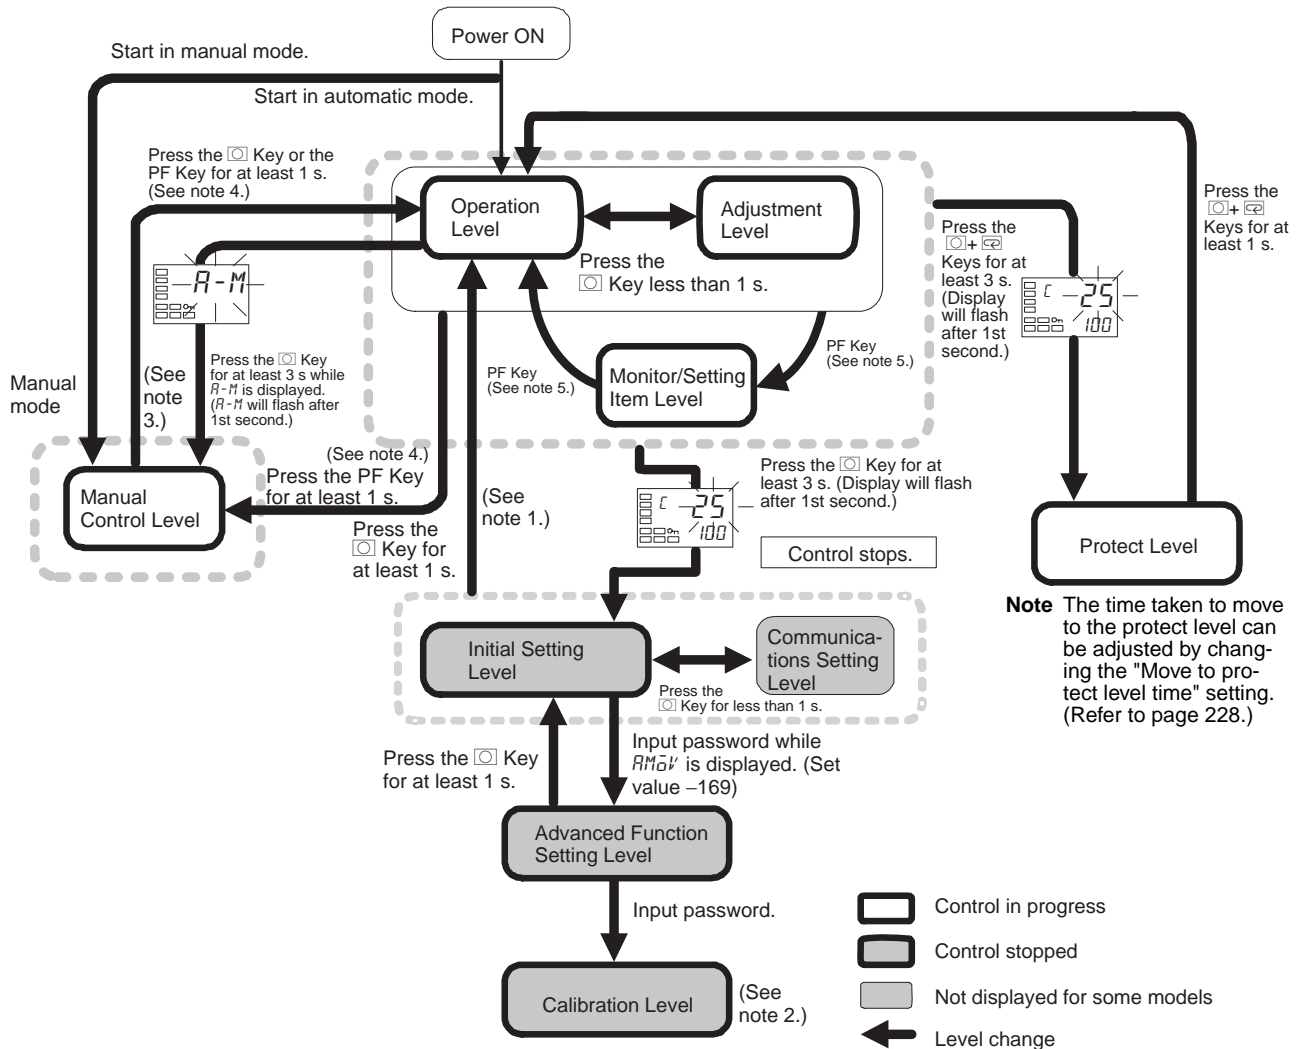 Power ON
Start in manual mode.
Start in automatic mode.
Press the Key or the
PF Key for at least 1 s.
(See note 4.)
Operation
Level
Adjustment
Level
Press the
Key less than 1 s.
Press the
+
Keys for at
least 3 s.
(Display
will flash
after 1st
second.)
Press the
+
Keys for at
least 1 s.
A-M
C 25
100
Manual
mode
(See
note
3.)
Press the Key
for at least 3 s while
A-M is displayed.
(A-M will flash after
1st second.)
PF Key
(See note 5.)
Monitor/Setting
Item Level
PF Key
(See note 5.)
Manual
Control Level
(See note 4.)
Press the PF Key
for at least 1 s.
Press the
Key for
at least 1 s.
(See
note 1.)
C 25
100
Press the Key for at
least 3 s. (Display will flash
after 1st second.)
Control stops.
Protect Level
Note The time taken to move
to the protect level can
be adjusted by chang-
ing the "Move to pro-
tect level time" setting.
(Refer to page 228.)
Initial Setting
Level
Communica-
tions Setting
Level
Press the
Key for less than 1 s.
Press the Key
for at least 1 s.
Input password while
AMoV is displayed. (Set
value –169)
Advanced Function
Setting Level
Input password.
Calibration Level
(See
note 2.)
Control in progress
Control stopped
Not displayed for some models
Level change